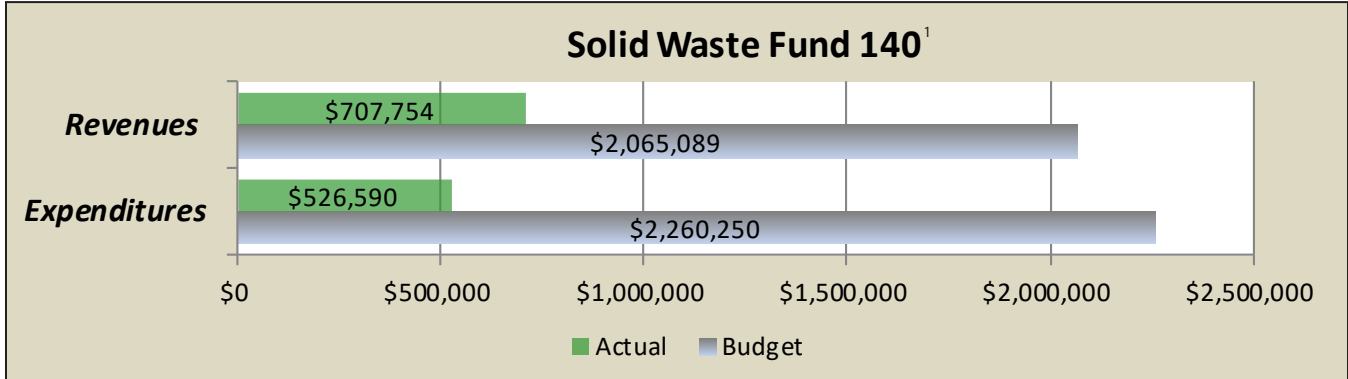 Solid Waste Fund 140¹
Revenues
$707,754
$2,065,089
Expenditures
$526,590
$2,260,250
$0 $500,000 $1,000,000 $1,500,000 $2,000,000 $2,500,000
Actual Budget